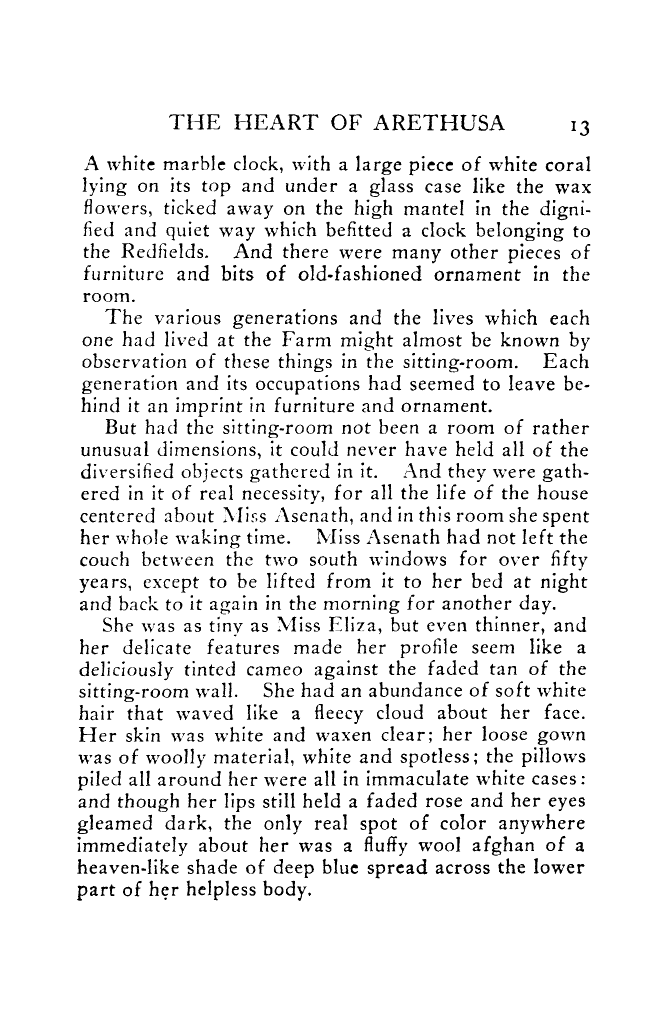 THE HEART OF ARETHUSA 13
A white marble clock, with a large piece of white coral
lying on its top and under a glass case like the wax
flowers, ticked away on the high mantel in the digni-
fied and quiet way which befitted a clock belonging to
the Redfields. And there were many other pieces of
furniture and bits of old-fashioned ornament in the
room.
The various generations and the lives which each
one had lived at the Farm might almost be known by
observation of these things in the sitting-room. Each
generation and its occupations had seemed to leave be-
hind it an imprint in furniture and ornament.
But had the sitting-room not been a room of rather
unusual dimensions, it could never have held all of the
diversified objects gathered in it. And they were gath-
ered in it of real necessity, for all the life of the house
centered about Miss Asenath, and in this room she spent
her whole waking time. Miss Asenath had not left the
couch between the two south windows for over fifty
years, except to be lifted from it to her bed at night
and back to it again in the morning for another day.
She was as tiny as Miss Eliza, but even thinner, and
her delicate features made her profile seem like a
deliciously tinted cameo against the faded tan of the
sitting-room wall. She had an abundance of soft white
hair that waved like a fleecy cloud about her face.
Her skin was white and waxen clear; her loose gown
was of woolly material, white and spotless; the pillows
piled all around her were all in immaculate white cases:
and though her lips still held a faded rose and her eyes
gleamed dark, the only real spot of color anywhere
immediately about her was a fluffy wool afghan of a
heaven-like shade of deep blue spread across the lower
part of her helpless body.